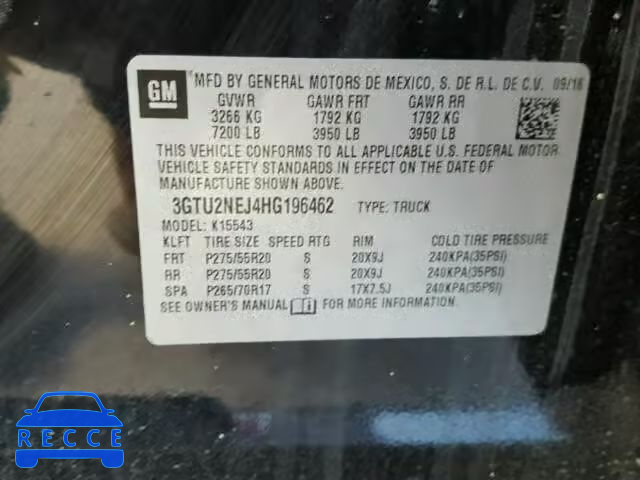 GM
MFD BY GENERAL MOTORS DE MEXICO, S. DE R.L. DE C.V. 09/16
GVWR GAWR FRT GAWR RR
3266 KG 1792 KG 1792 KG
7200 LB 3950 LB 3950 LB
THIS VEHICLE CONFORMS TO ALL APPLICABLE U.S. FEDERAL MOTOR
VEHICLE SAFETY STANDARDS IN EFFECT ON THE DATE OF
MANUFACTURE SHOWN ABOVE.
3GTU2NEJ4HG196462 TYPE: TRUCK
MODEL: K15543
KLFT TIRE SIZE SPEED RTG RIM COLD TIRE PRESSURE
FRT P275/55R20 S 20X9J 240KPA(35PSI)
RR P275/55R20 S 20X9J 240KPA(35PSI)
SPA P265/70R17 S 17X7.5J 240KPA(35PSI)
SEE OWNER'S MANUAL FOR MORE INFORMATION.
RECCE